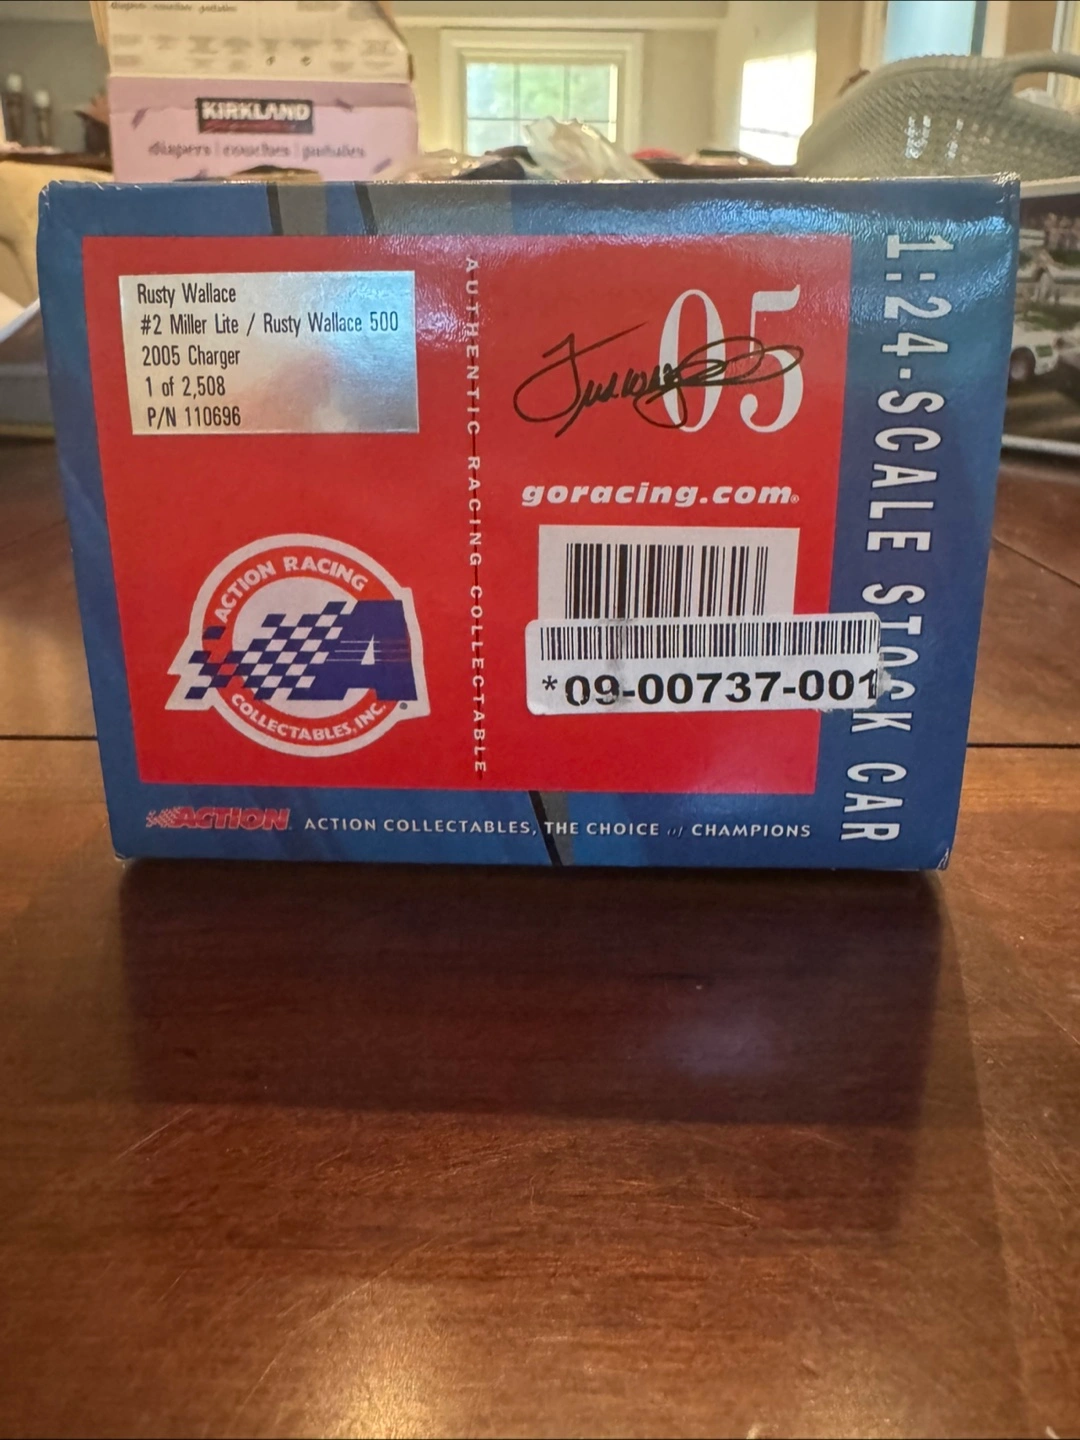 KIRKLAND
diapers | couches | pañales
Rusty Wallace
#2 Miller Lite / Rusty Wallace 500
2005 Charger
1 of 2,508
P/N 110696
AUTHENTIC RACING COLLECTABLE
05
goracing.com
*09-00737-001
ACTION RACING
A
COLLECTABLES, INC.
ACTION
ACTION COLLECTABLES, THE CHOICE of CHAMPIONS
1:24-SCALE STOCK CAR